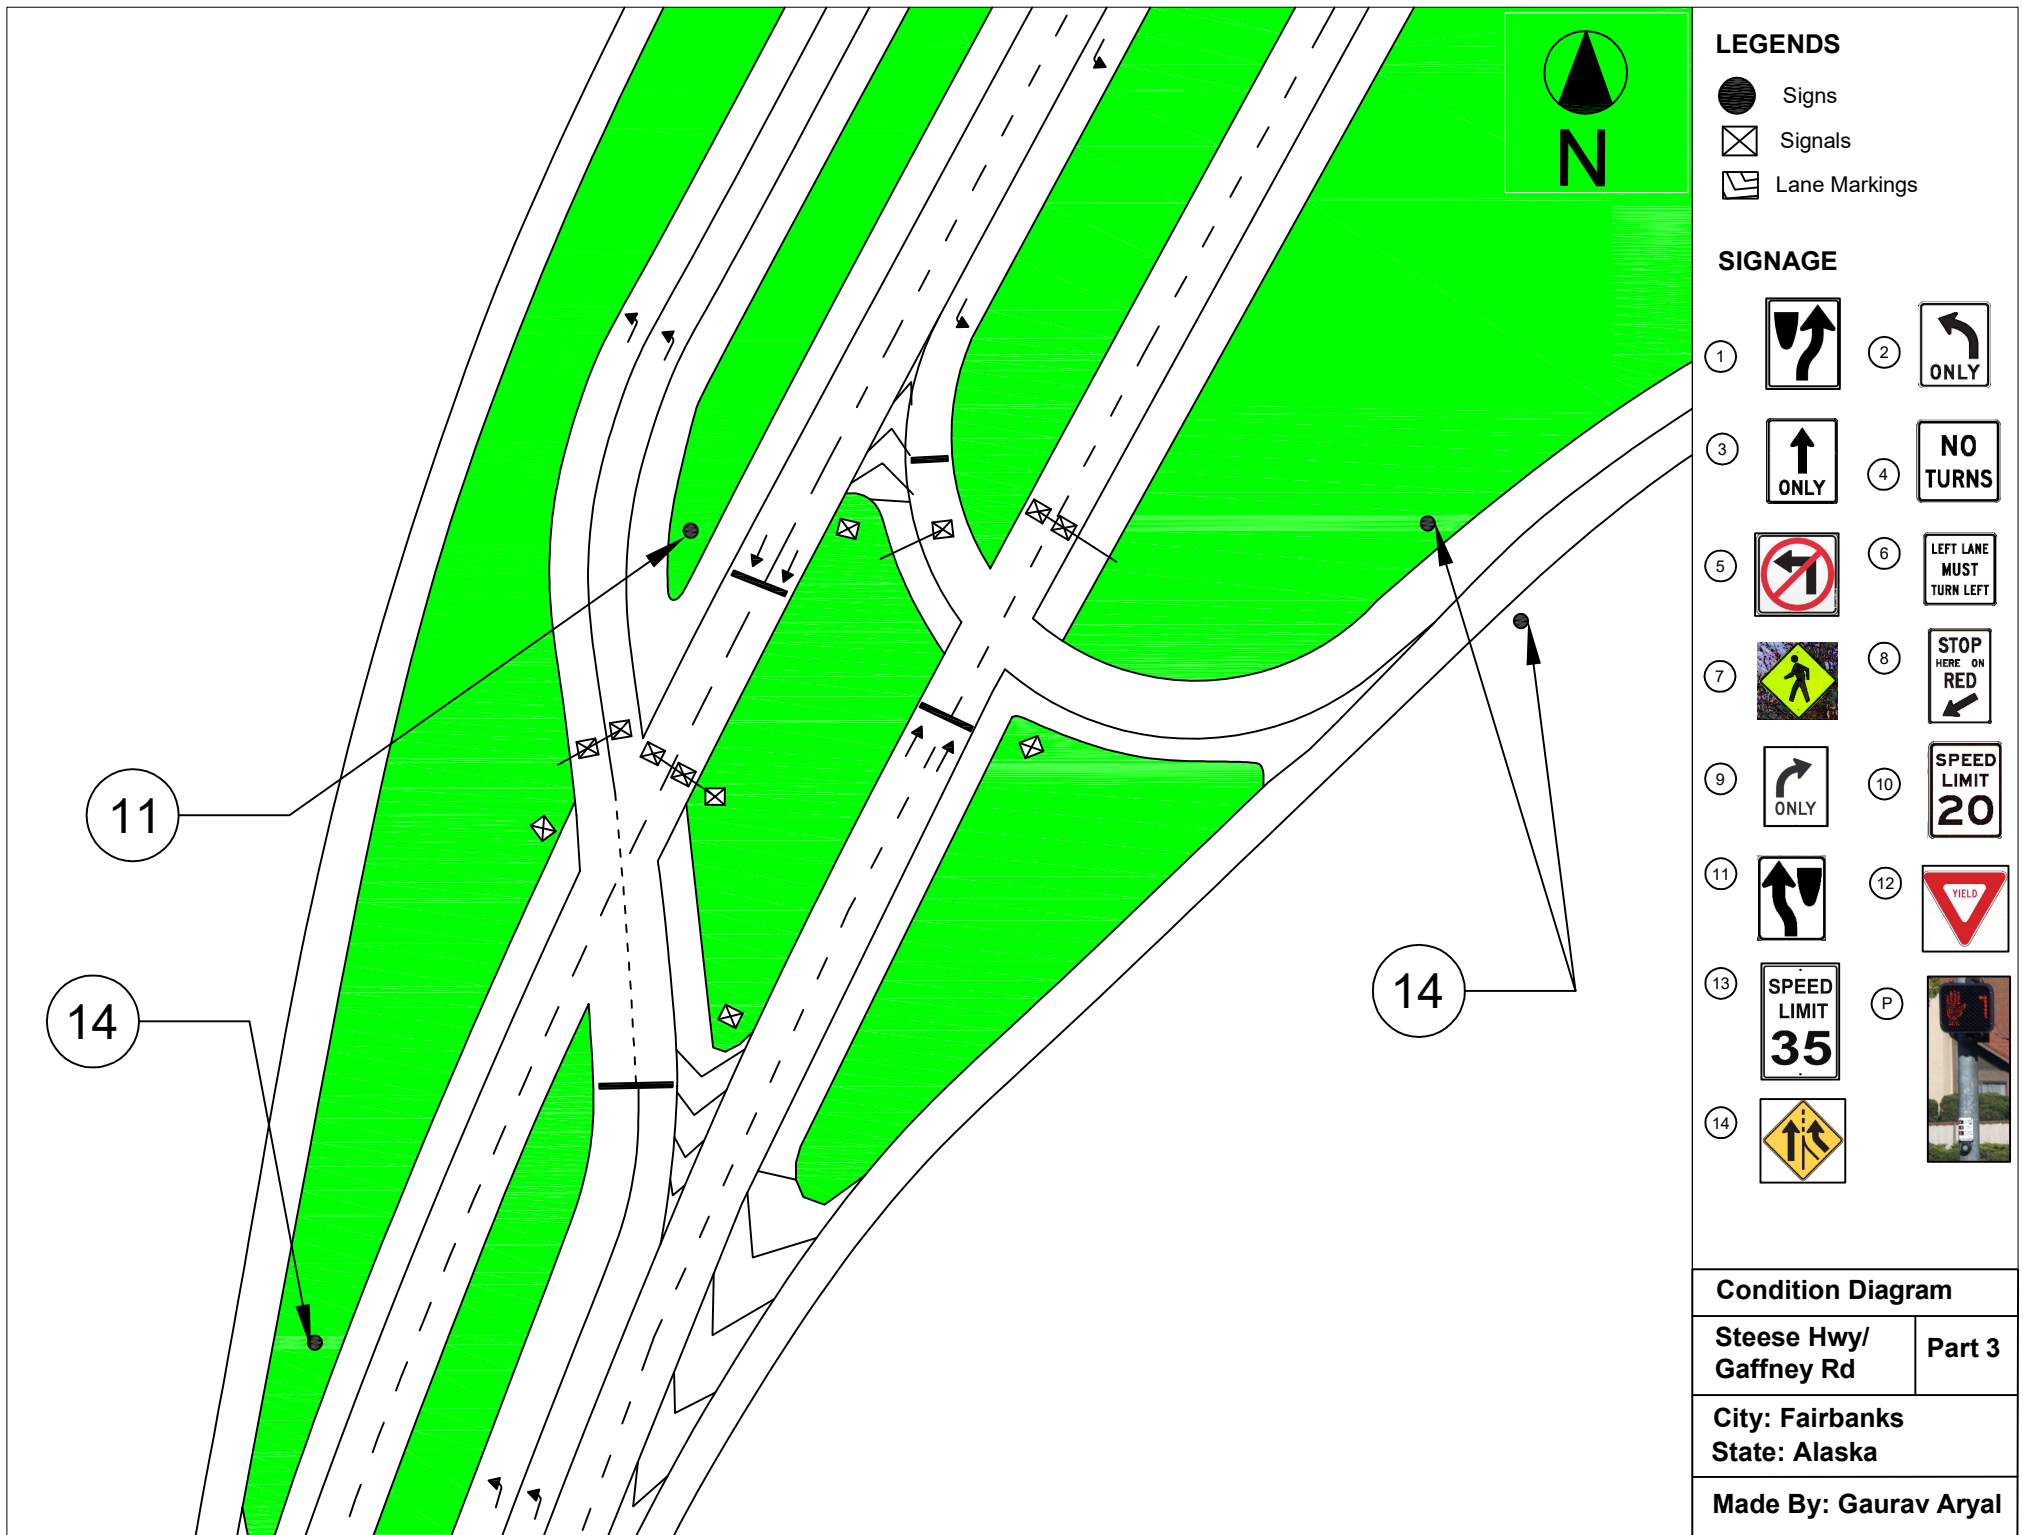 N
11
14
14
LEGENDS
Signs
Signals
Lane Markings
SIGNAGE
1
2
ONLY
3
ONLY
4
NO
TURNS
5
6
LEFT LANE
MUST
TURN LEFT
7
8
STOP
HERE ON
RED
9
ONLY
10
SPEED
LIMIT
20
11
12
YIELD
13
SPEED
LIMIT
35
P
14
Condition Diagram
Steese Hwy/
Gaffney Rd
Part 3
City: Fairbanks
State: Alaska
Made By: Gaurav Aryal